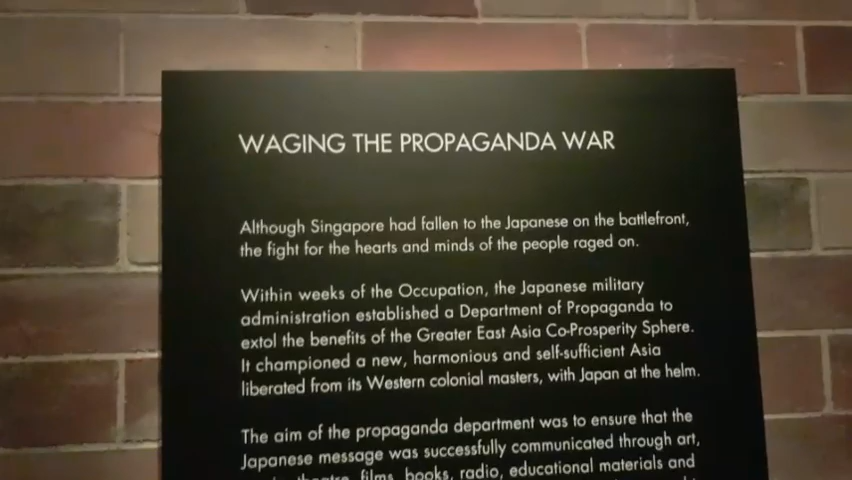 WAGING THE PROPAGANDA WAR
Although Singapore had fallen to the Japanese on the battlefront,
the fight for the hearts and minds of the people raged on.
Within weeks of the Occupation, the Japanese military
administration established a Department of Propaganda to
extol the benefits of the Greater East Asia Co-Prosperity Sphere.
It championed a new, harmonious and self-sufficient Asia
liberated from its Western colonial masters, with Japan at the helm.
The aim of the propaganda department was to ensure that the
Japanese message was successfully communicated through art,
theatre, films, books, radio, educational materials and